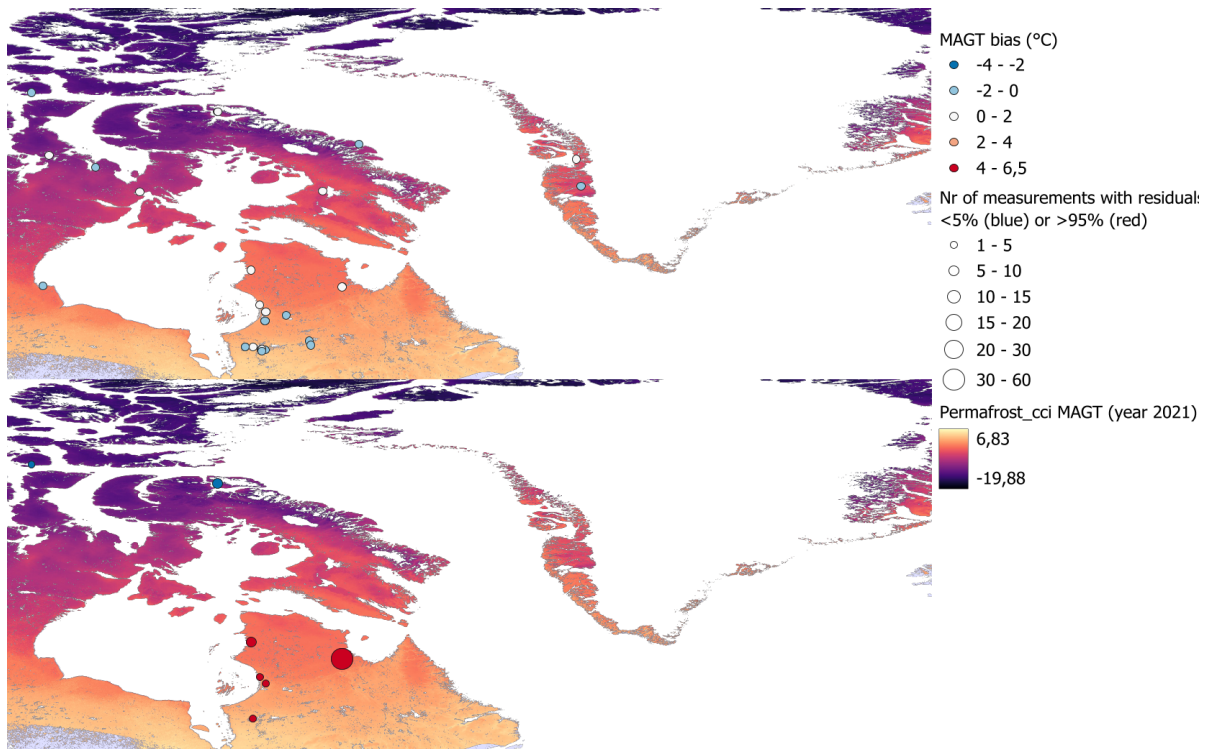 MAGT bias (°C)
-4 - -2
-2 - 0
0 - 2
2 - 4
4 - 6,5
Nr of measurements with residuals
<5% (blue) or >95% (red)
1 - 5
5 - 10
10 - 15
15 - 20
20 - 30
30 - 60
Permafrost_cci MAGT (year 2021)
6,83
-19,88